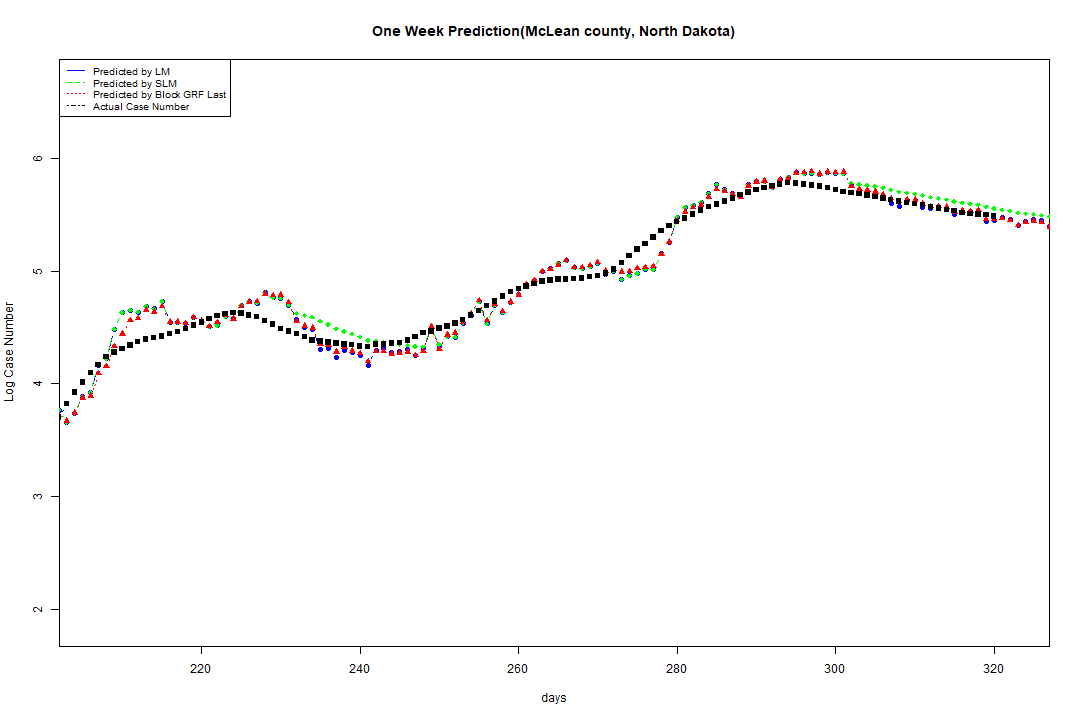 One Week Prediction(McLean county, North Dakota)
Predicted by LM
Predicted by SLM
Predicted by Block GRF Last
Actual Case Number
6
5
4
3
2
Log Case Number
220
240
260
280
300
320
days